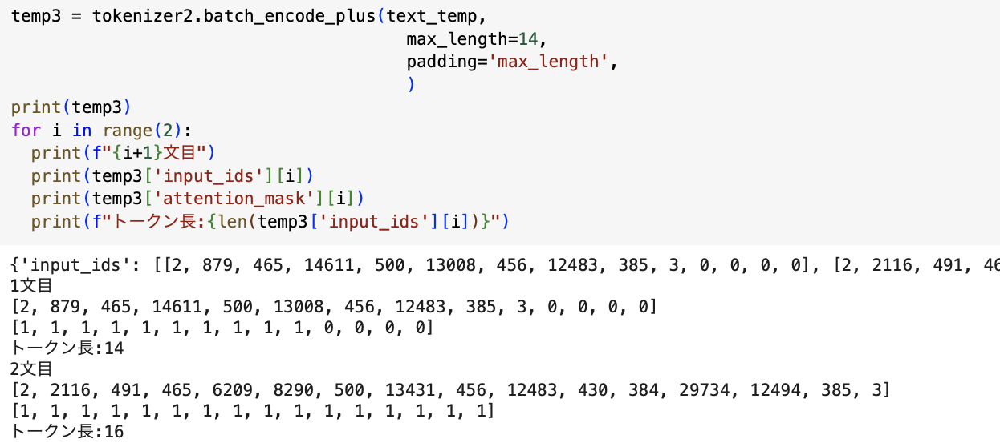 temp3 = tokenizer2.batch_encode_plus(text_temp,
                                     max_length=14,
                                     padding='max_length',
                                     )
print(temp3)
for i in range(2):
  print(f"{i+1}文目")
  print(temp3['input_ids'][i])
  print(temp3['attention_mask'][i])
  print(f"トークン長:{len(temp3['input_ids'][i])}")
{'input_ids': [[2, 879, 465, 14611, 500, 13008, 456, 12483, 385, 3, 0, 0, 0, 0], [2, 2116, 491, 46
1文目
[2, 879, 465, 14611, 500, 13008, 456, 12483, 385, 3, 0, 0, 0, 0]
[1, 1, 1, 1, 1, 1, 1, 1, 1, 1, 0, 0, 0, 0]
トークン長:14
2文目
[2, 2116, 491, 465, 6209, 8290, 500, 13431, 456, 12483, 430, 384, 29734, 12494, 385, 3]
[1, 1, 1, 1, 1, 1, 1, 1, 1, 1, 1, 1, 1, 1, 1, 1]
トークン長:16